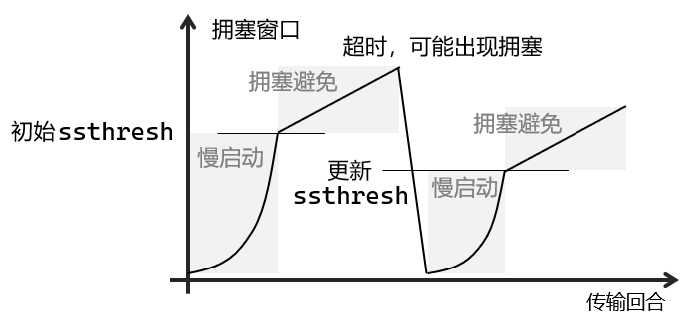 拥塞窗口
超时，可能出现拥塞
拥塞避免
初始ssthresh
慢启动
拥塞避免
更新
ssthresh
慢启动
传输回合